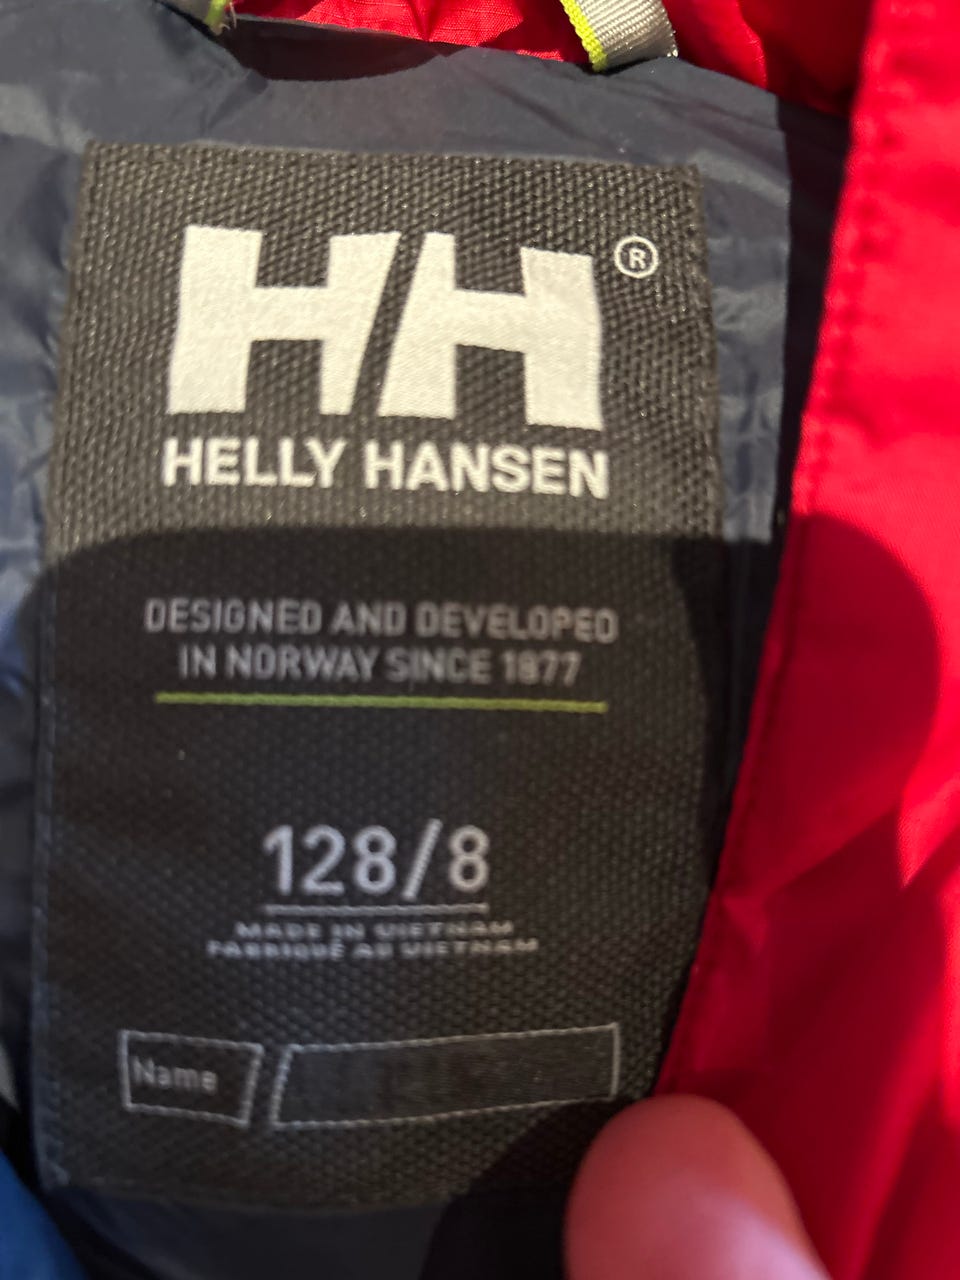 HH®
HELLY HANSEN
DESIGNED AND DEVELOPED
IN NORWAY SINCE 1877
128/8
MADE IN VIETNAM
FABRIQUÉ AU VIETNAM
Name